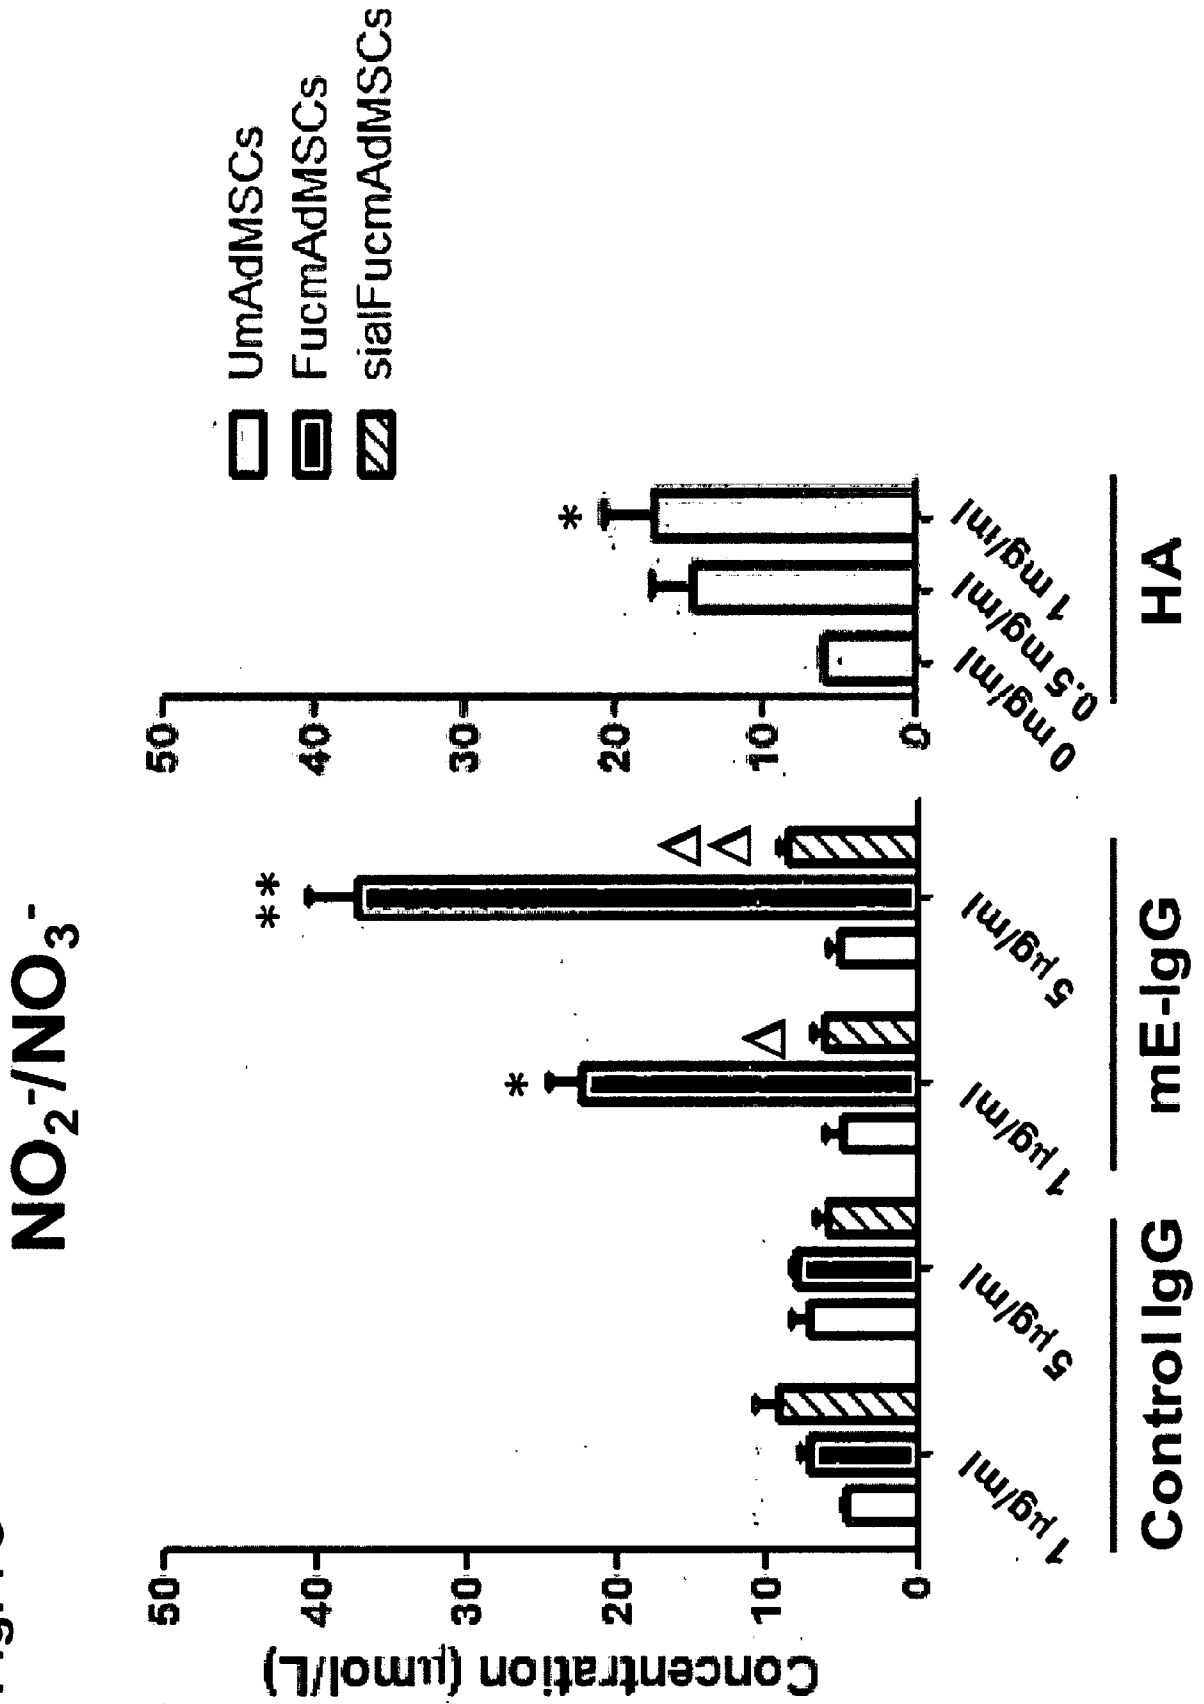 NO₂⁻/NO₃⁻
Concentration (µmol/L)
50
40
30
20
10
0
1 µg/ml
5 µg/ml
1 µg/ml
5 µg/ml
Control IgG
mE-IgG
**
*
△
△△
50
40
30
20
10
0
*
0 mg/ml
0.5 mg/ml
1 mg/ml
HA
UmAdMSCs
FucmAdMSCs
sialFucmAdMSCs